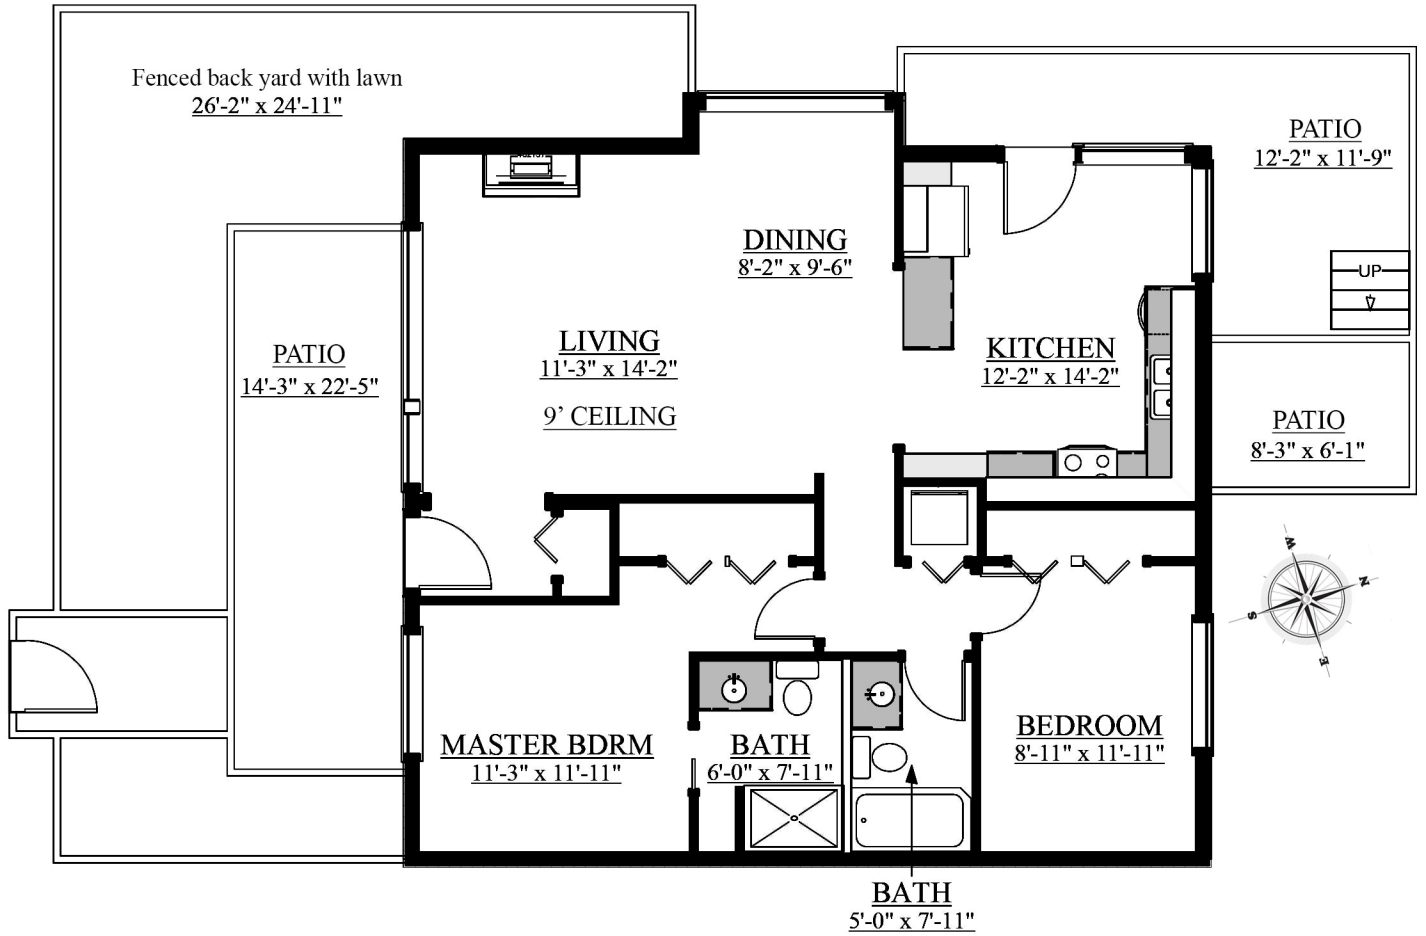 Fenced back yard with lawn
26'-2" x 24'-11"
PATIO
12'-2" x 11'-9"
DINING
8'-2" x 9'-6"
UP
LIVING
11'-3" x 14'-2"
9' CEILING
PATIO
14'-3" x 22'-5"
KITCHEN
12'-2" x 14'-2"
PATIO
8'-3" x 6'-1"
W
N
S
E
MASTER BDRM
11'-3" x 11'-11"
BATH
6'-0" x 7'-11"
BEDROOM
8'-11" x 11'-11"
BATH
5'-0" x 7'-11"